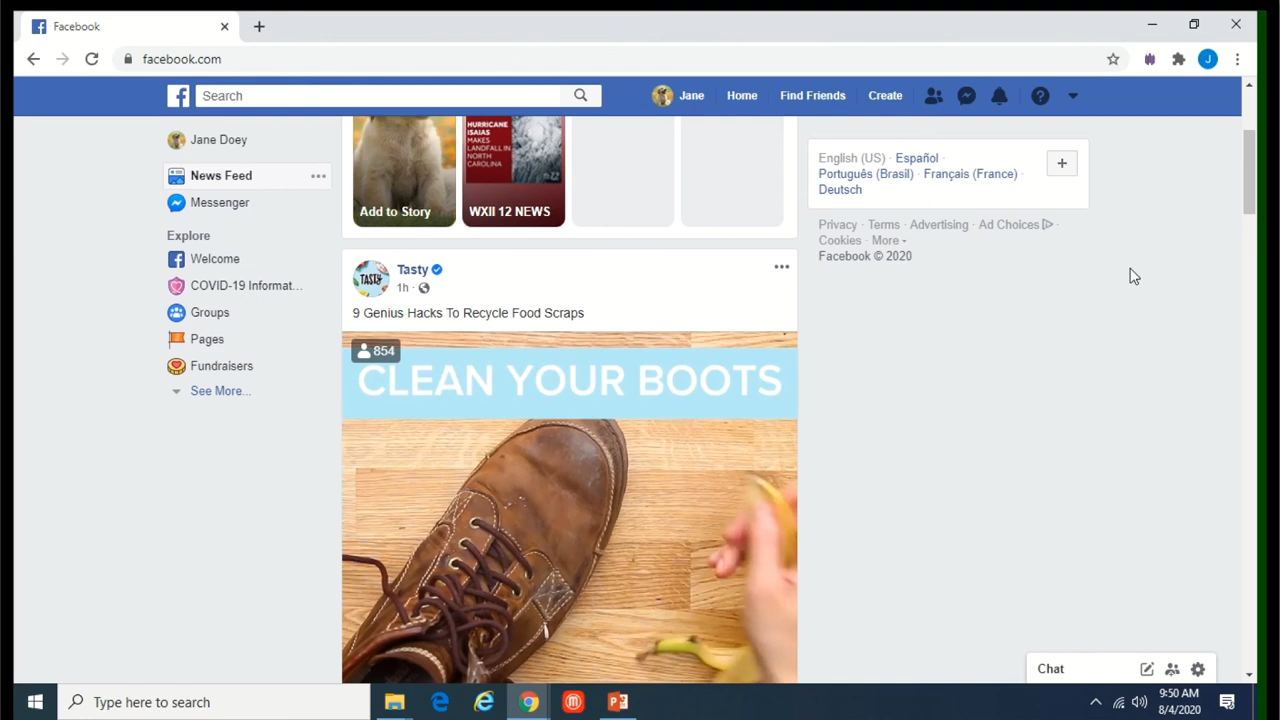 Facebook
facebook.com
J
Search
Jane
Home
Find Friends
Create
Jane Doey
News Feed
Messenger
Explore
Welcome
COVID-19 Informat...
Groups
Pages
Fundraisers
See More...
Add to Story
HURRICANE
ISAIAS
MAKES
LANDFALL IN
NORTH
CAROLINA
WXII 12 NEWS
TASTY
Tasty
1h ·
9 Genius Hacks To Recycle Food Scraps
854
CLEAN YOUR BOOTS
English (US) · Español ·
Português (Brasil) · Français (France) ·
Deutsch
Privacy · Terms · Advertising · Ad Choices ·
Cookies · More
Facebook © 2020
Chat
Type here to search
9:50 AM
8/4/2020